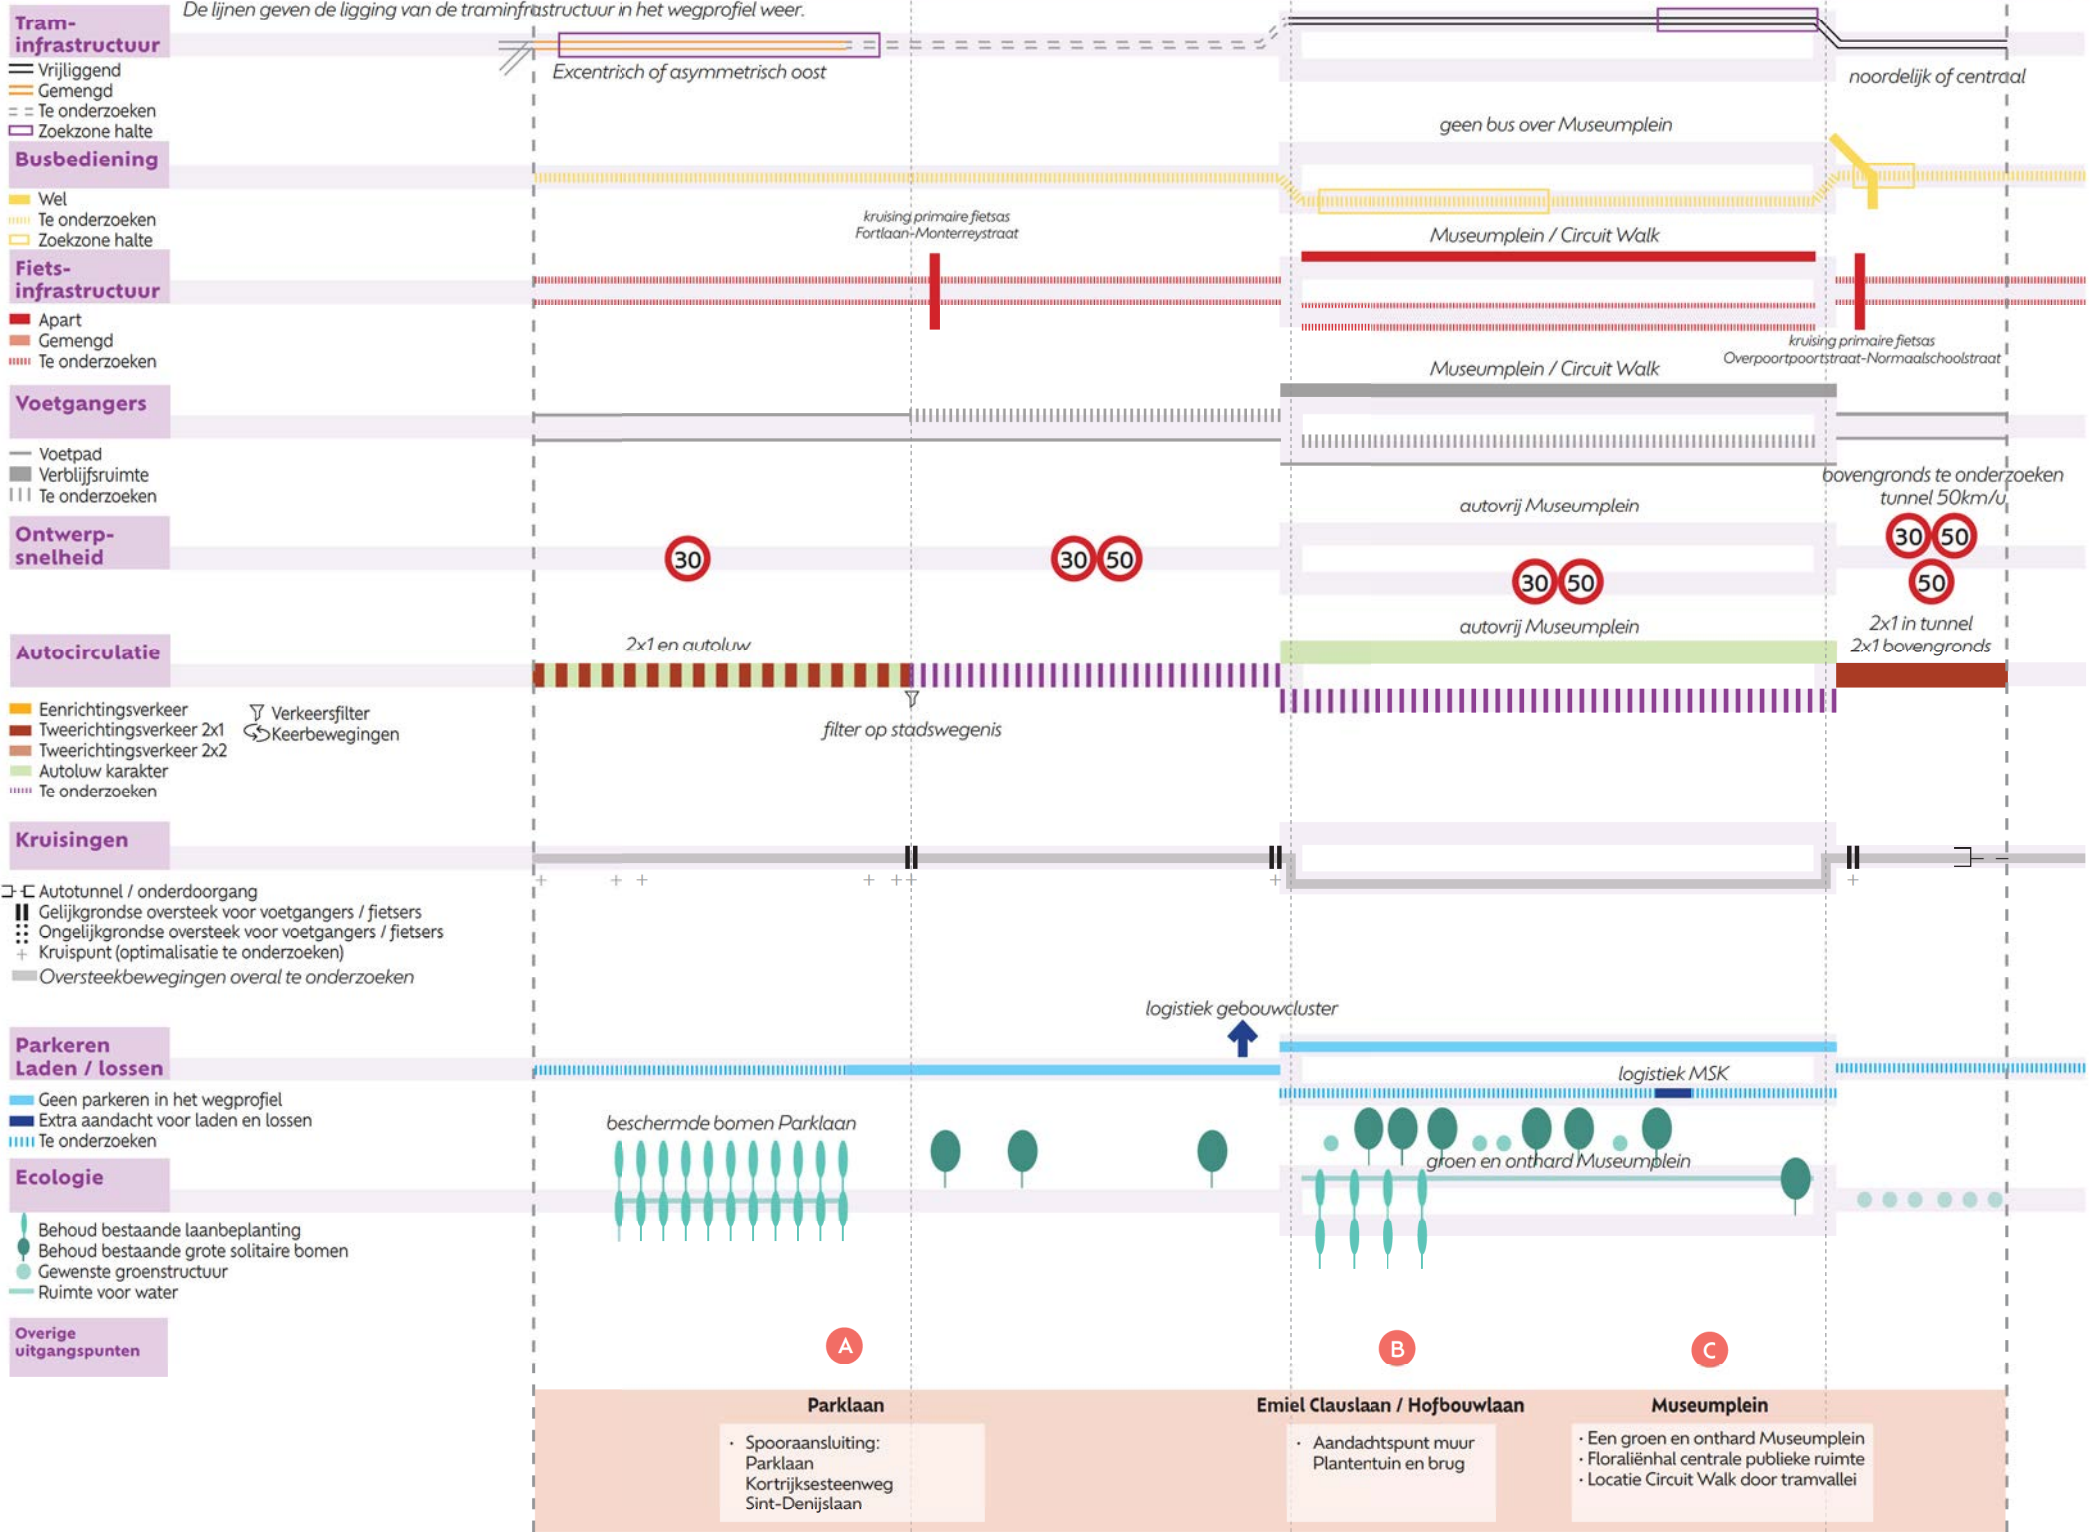 De lijnen geven de ligging van de traminfrastructuur in het wegprofiel weer.
Tram-
infrastructuur
Vrijliggend
Gemengd
Te onderzoeken
Zoekzone halte
Excentrisch of asymmetrisch oost
noordelijk of centraal
Busbediening
Wel
Te onderzoeken
Zoekzone halte
geen bus over Museumplein
Fiets-
infrastructuur
Apart
Gemengd
Te onderzoeken
kruising primaire fietsas
Fortlaan-Monterreystraat
Museumplein / Circuit Walk
kruising primaire fietsas
Overpoortpoortstraat-Normaalschoolstraat
Voetgangers
Voetpad
Verblijfsruimte
Te onderzoeken
Museumplein / Circuit Walk
Ontwerp-
snelheid
30
30 50
autovrij Museumplein
30 50
bovengronds te onderzoeken
tunnel 50km/u
30 50
50
Autocirculatie
Eenrichtingsverkeer
Tweerichtingsverkeer 2x1
Tweerichtingsverkeer 2x2
Autoluw karakter
Te onderzoeken
Verkeersfilter
Keerbewegingen
2x1 en autoluw
filter op stadswegenis
autovrij Museumplein
2x1 in tunnel
2x1 bovengronds
Kruisingen
Autotunnel / onderdoorgang
Gelijkgrondse oversteek voor voetgangers / fietsers
Ongelijkgrondse oversteek voor voetgangers / fietsers
Kruispunt (optimalisatie te onderzoeken)
Oversteekbewegingen overal te onderzoeken
Parkeren
Laden / lossen
Geen parkeren in het wegprofiel
Extra aandacht voor laden en lossen
Te onderzoeken
logistiek gebouwcluster
logistiek MSK
Ecologie
Behoud bestaande laanbeplanting
Behoud bestaande grote solitaire bomen
Gewenste groenstructuur
Ruimte voor water
beschermde bomen Parklaan
groen en onthard Museumplein
Overige
uitgangspunten
A
B
C
Parklaan
· Spooraansluiting:
Parklaan
Kortrijksesteenweg
Sint-Denijslaan
Emiel Clauslaan / Hofbouwlaan
· Aandachtspunt muur
Plantentuin en brug
Museumplein
· Een groen en onthard Museumplein
· Floraliënhal centrale publieke ruimte
· Locatie Circuit Walk door tramvallei